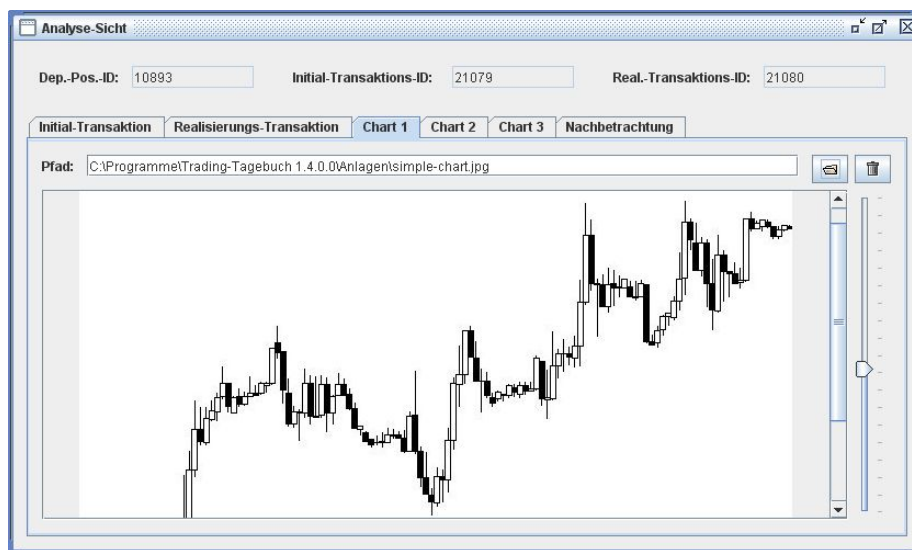 Analyse-Sicht
Dep.-Pos.-ID: 10893 Initial-Transaktions-ID: 21079 Real.-Transaktions-ID: 21080
Initial-Transaktion Realisierungs-Transaktion Chart 1 Chart 2 Chart 3 Nachbetrachtung
Pfad: C:\Programme\Trading-Tagebuch 1.4.0.0\Anlagen\simple-chart.jpg